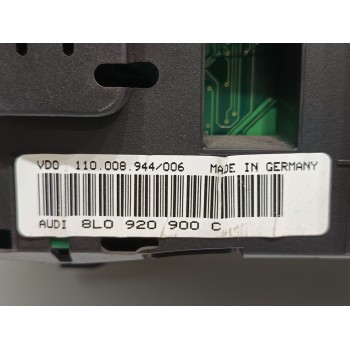 VDO 110.008.944/006 MADE IN GERMANY
AUDI 8L0 920 900 C